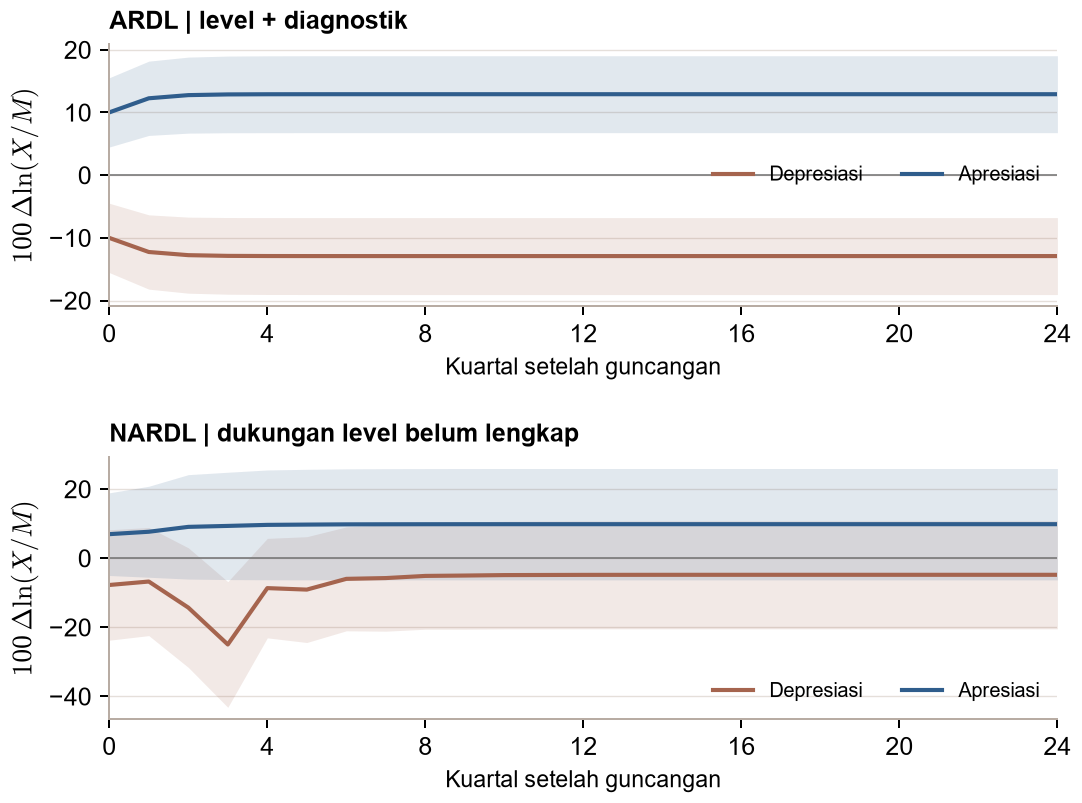 ARDL | level + diagnostik
100 Δln(X/M)
20
10
0
−10
−20
Depresiasi Apresiasi
0 4 8 12 16 20 24
Kuartal setelah guncangan
NARDL | dukungan level belum lengkap
100 Δln(X/M)
20
0
−20
−40
Depresiasi Apresiasi
0 4 8 12 16 20 24
Kuartal setelah guncangan